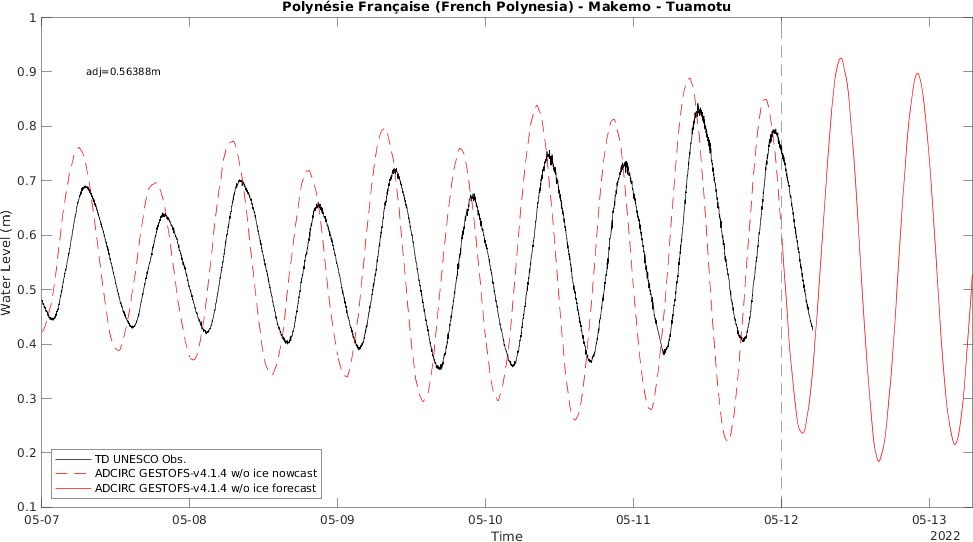 Polynésie Française (French Polynesia) - Makemo - Tuamotu
adj=0.56388m
Water Level (m)
1
0.9
0.8
0.7
0.6
0.5
0.4
0.3
0.2
0.1
TD UNESCO Obs.
ADCIRC GESTOFS-v4.1.4 w/o ice nowcast
ADCIRC GESTOFS-v4.1.4 w/o ice forecast
05-07 05-08 05-09 05-10 05-11 05-12 05-13
Time
2022